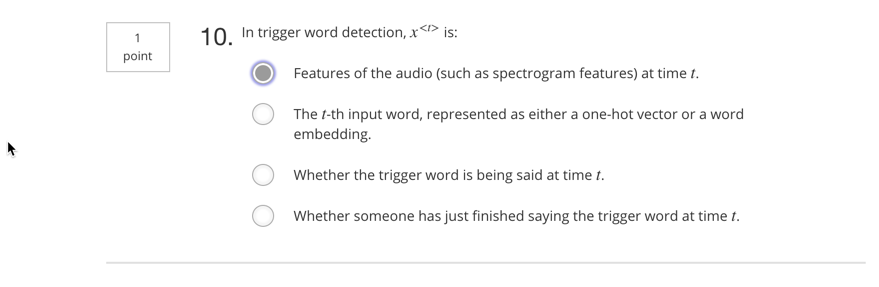 1
point
10. In trigger word detection, x<t> is:
Features of the audio (such as spectrogram features) at time t.
The t-th input word, represented as either a one-hot vector or a word
embedding.
Whether the trigger word is being said at time t.
Whether someone has just finished saying the trigger word at time t.